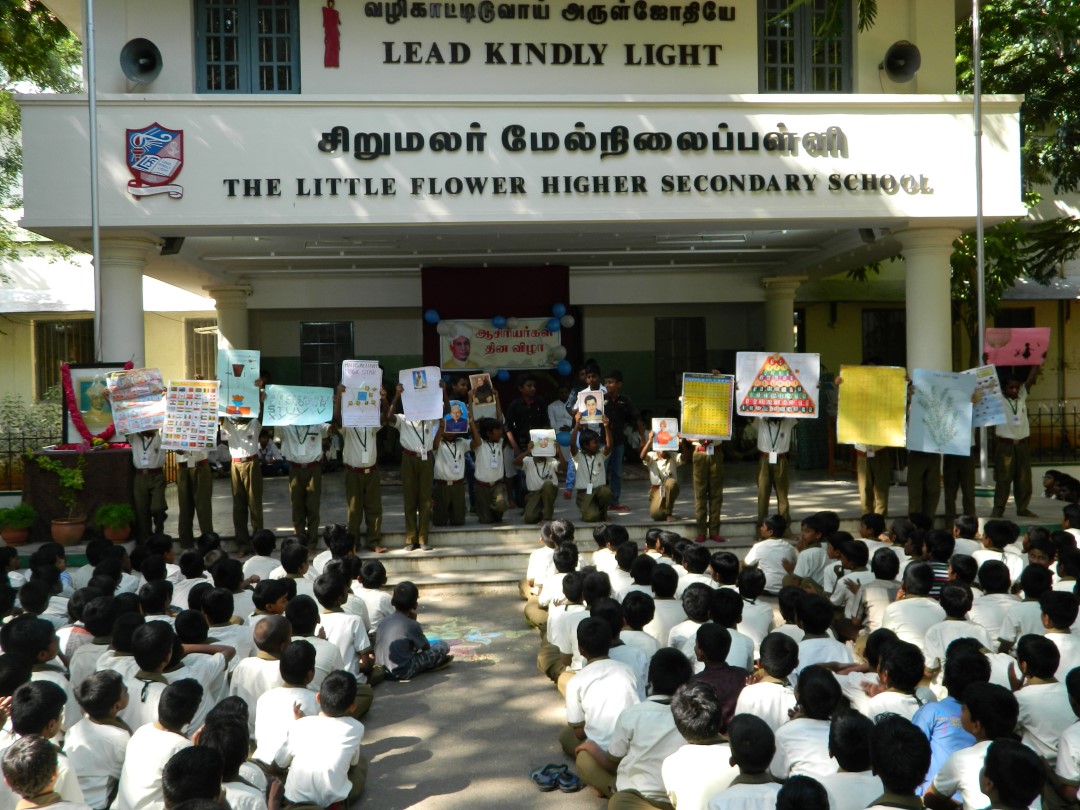 வழிகாட்டிடுவாய் அருள்ஜோதியே
LEAD KINDLY LIGHT
சிறுமலர் மேல்நிலைப்பள்ளி
THE LITTLE FLOWER HIGHER SECONDARY SCHOOL
ஆசிரியர்கள்
தின விழா